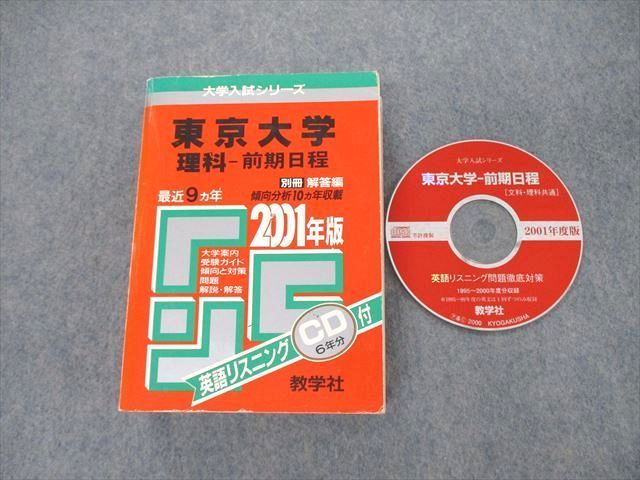 大学入試シリーズ
東京大学
理科-前期日程
別冊 解答編
最近9ヵ年
傾向分析10ヵ年収載
2001年版
大学案内
受験ガイド
傾向と対策
問題
解説・解答
英語リスニング
CD
6年分
付
教学社
大学入試シリーズ
東京大学-前期日程
[文科・理科共通]
不許複製
2001年度版
英語リスニング問題徹底対策
1995～2000年度分収録
教学社
2000 KYOGAKUSHA